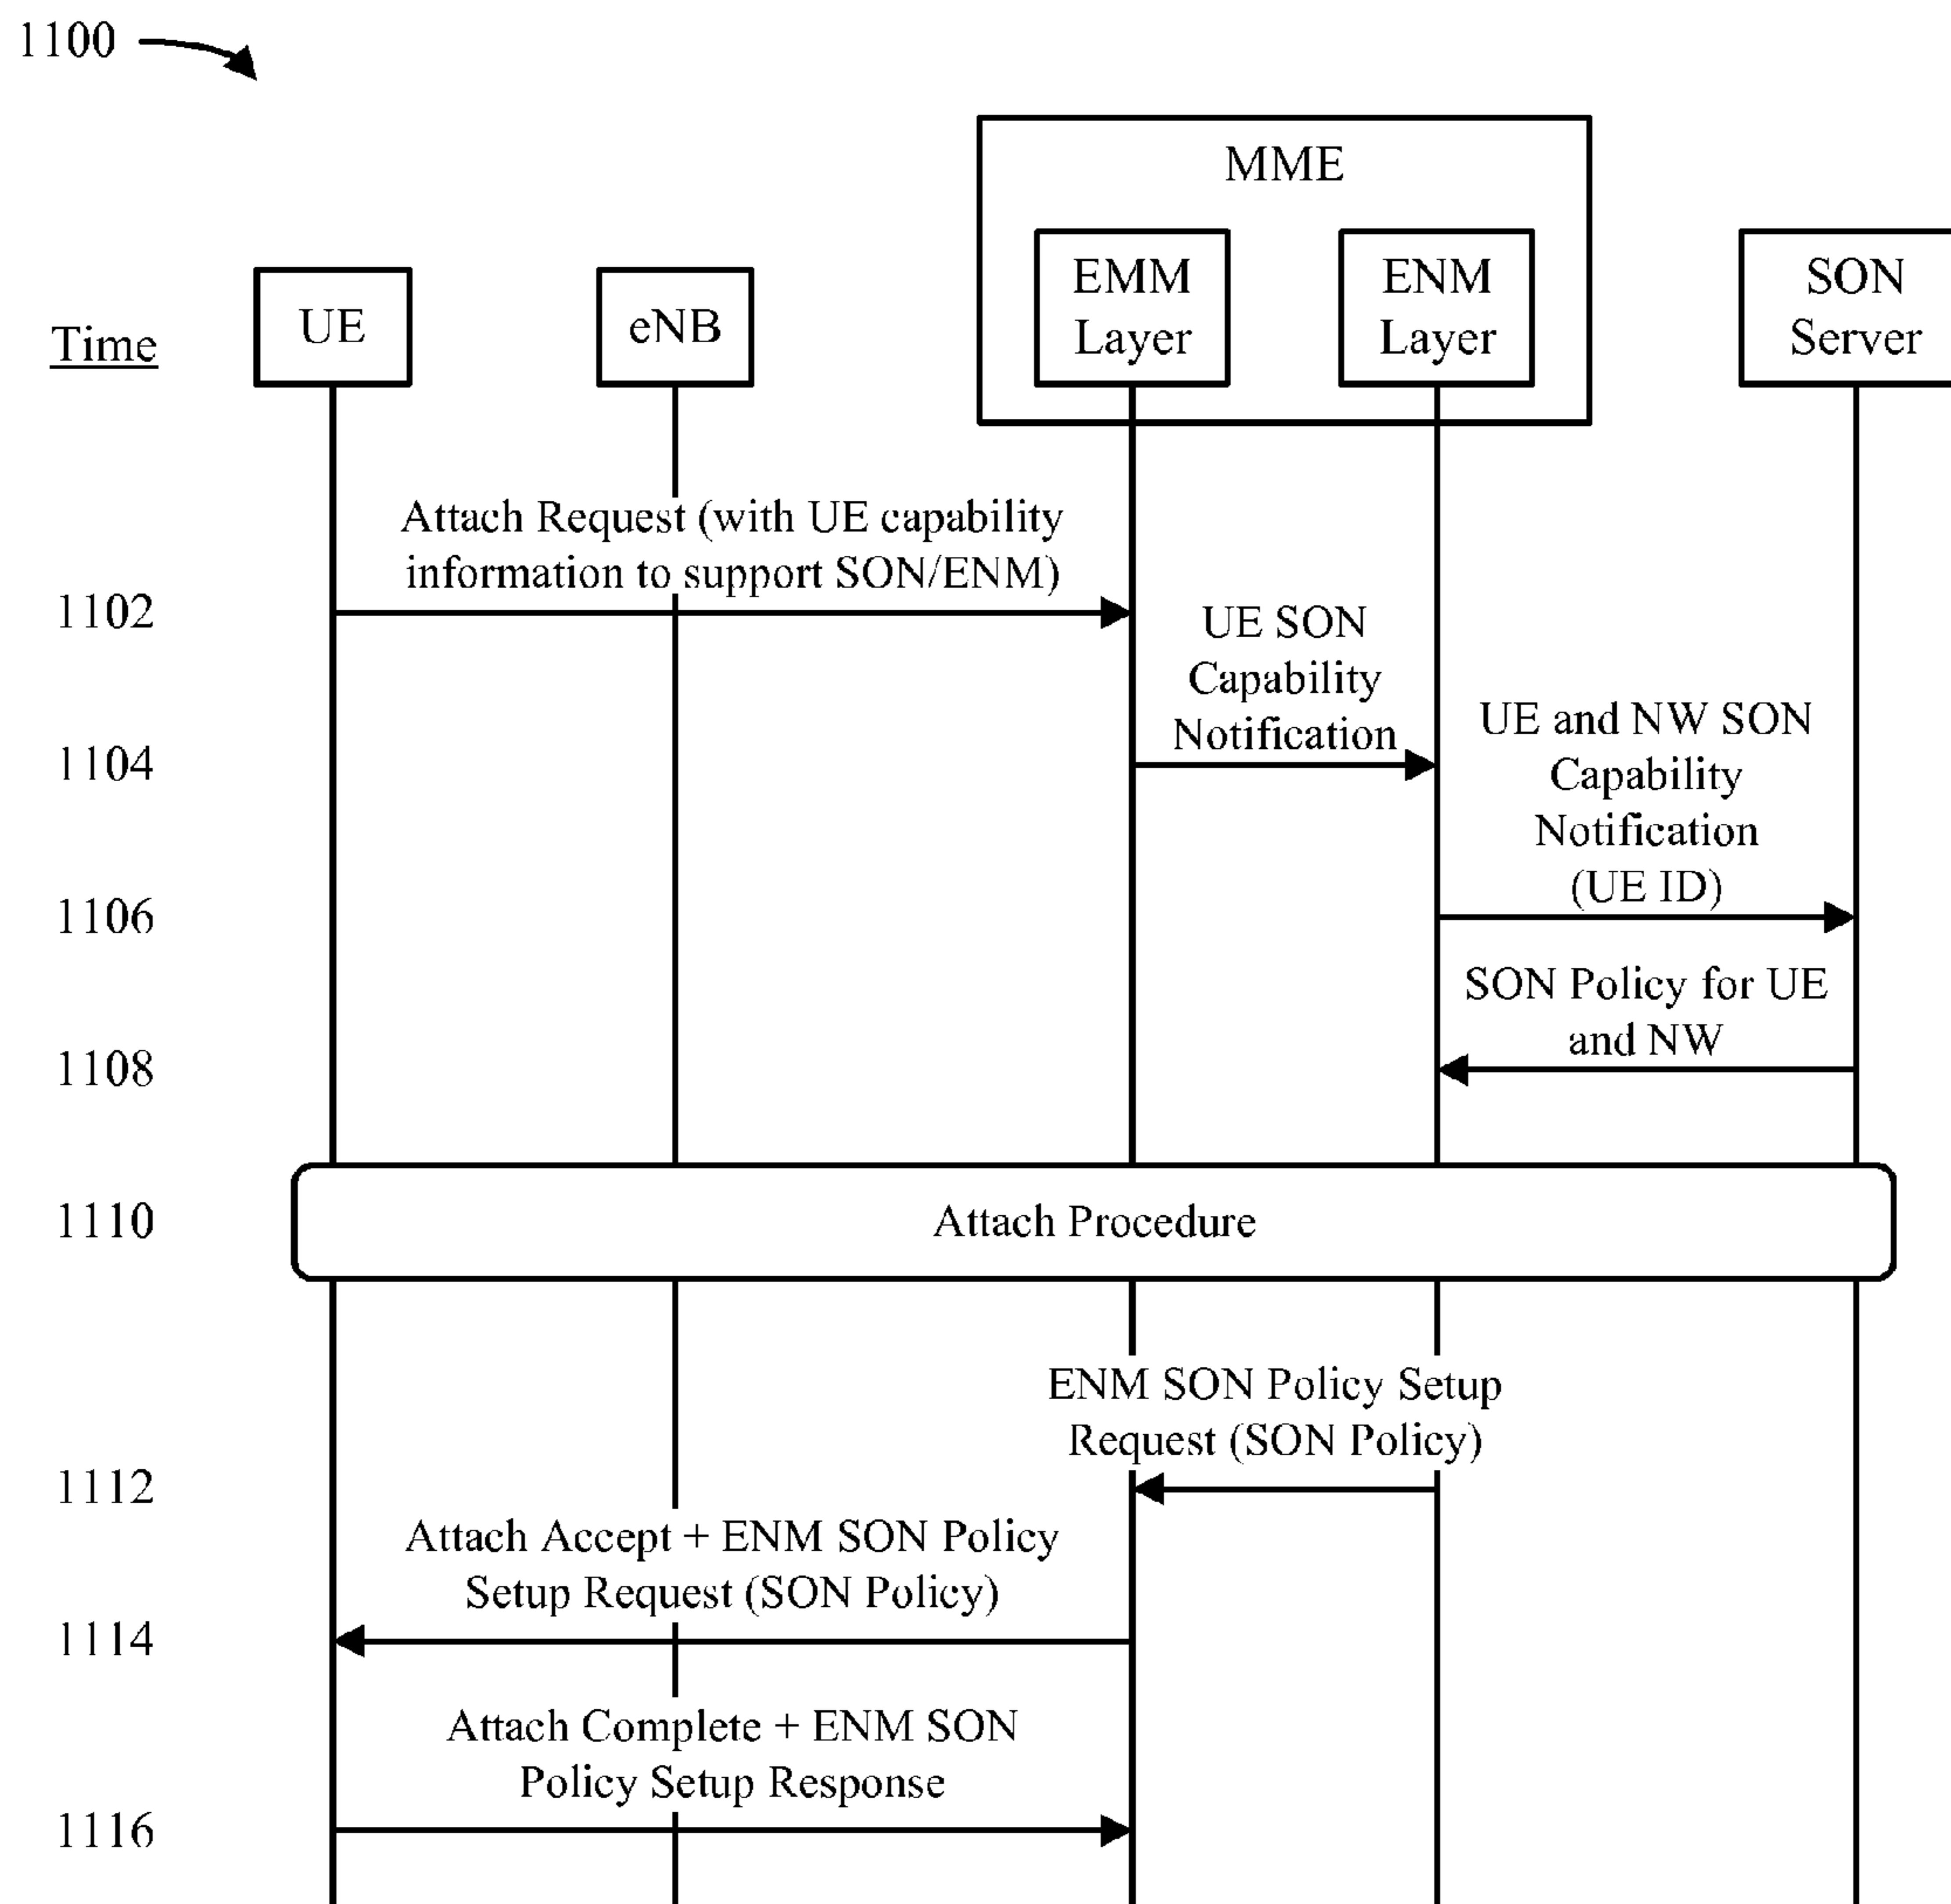 1100
MME
UE
eNB
EMM
Layer
ENM
Layer
SON
Server
Time
Attach Request (with UE capability
information to support SON/ENM)
1102
UE SON
Capability
Notification
1104
UE and NW SON
Capability
Notification
(UE ID)
1106
SON Policy for UE
and NW
1108
1110
Attach Procedure
ENM SON Policy Setup
Request (SON Policy)
1112
Attach Accept + ENM SON Policy
Setup Request (SON Policy)
1114
Attach Complete + ENM SON
Policy Setup Response
1116